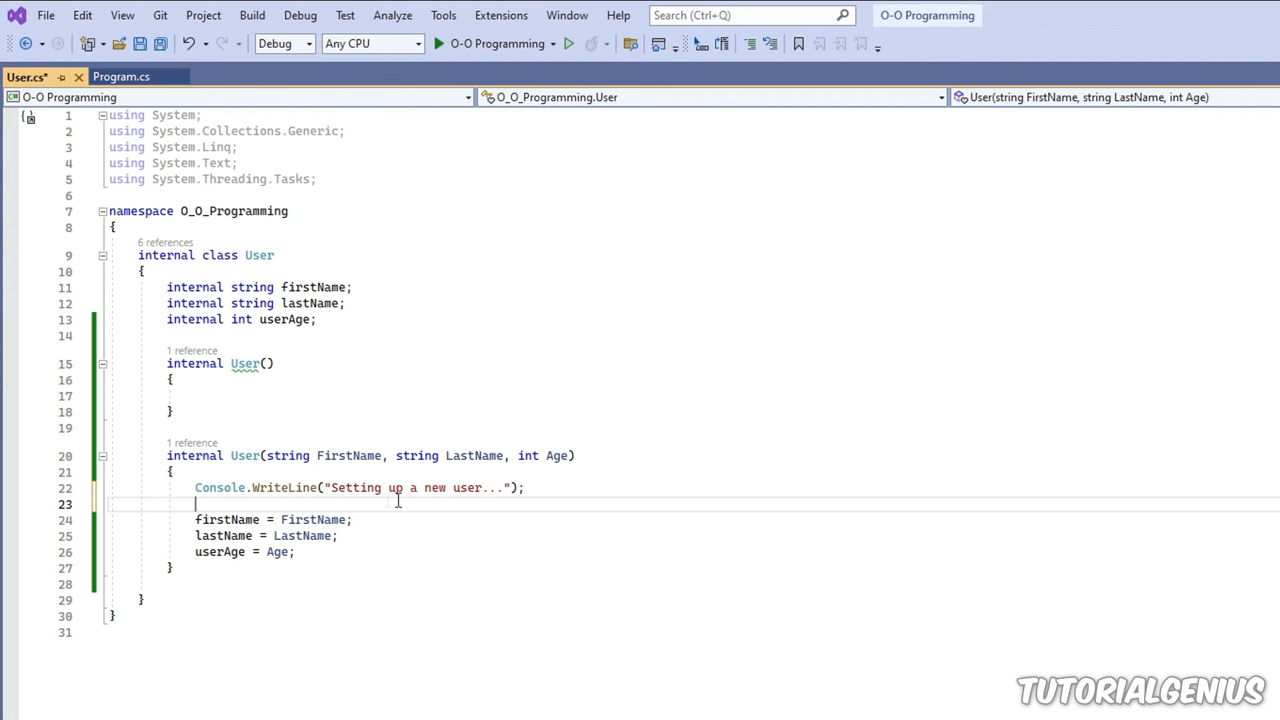 File Edit View Git Project Build Debug Test Analyze Tools Extensions Window Help Search (Ctrl+Q) O-O Programming
Debug Any CPU O-O Programming
User.cs* Program.cs
O-O Programming O_O_Programming.User User(string FirstName, string LastName, int Age)
1 using System;
2 using System.Collections.Generic;
3 using System.Linq;
4 using System.Text;
5 using System.Threading.Tasks;
6
7 namespace O_O_Programming
8 {
6 references
9 internal class User
10 {
11 internal string firstName;
12 internal string lastName;
13 internal int userAge;
14
1 reference
15 internal User()
16 {
17
18 }
19
1 reference
20 internal User(string FirstName, string LastName, int Age)
21 {
22 Console.WriteLine("Setting up a new user...");
23
24 firstName = FirstName;
25 lastName = LastName;
26 userAge = Age;
27 }
28
29 }
30 }
31
TUTORIALGENIUS